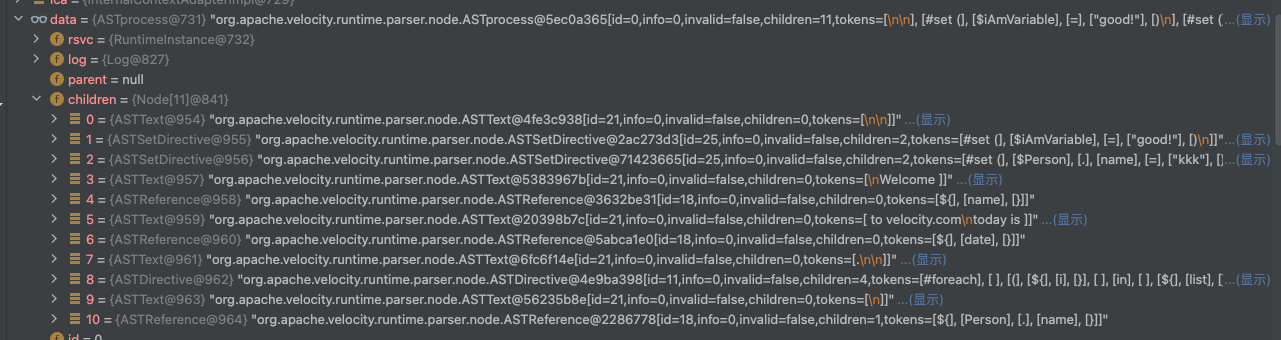 data = {ASTprocess@731} "org.apache.velocity.runtime.parser.node.ASTprocess@5ec0a365[id=0,info=0,invalid=false,children=11,tokens=[\n\n], [#set (], [$iAmVariable], [=], ["good!"], [)\n], [#set ( ...(显示)
rsvc = {RuntimeInstance@732}
log = {Log@827}
parent = null
children = {Node[11]@841}
0 = {ASTText@954} "org.apache.velocity.runtime.parser.node.ASTText@4fe3c938[id=21,info=0,invalid=false,children=0,tokens=[\n\n]]" ...(显示)
1 = {ASTSetDirective@955} "org.apache.velocity.runtime.parser.node.ASTSetDirective@2ac273d3[id=25,info=0,invalid=false,children=2,tokens=[#set (], [$iAmVariable], [=], ["good!"], [)\n]]" ...(显示)
2 = {ASTSetDirective@956} "org.apache.velocity.runtime.parser.node.ASTSetDirective@71423665[id=25,info=0,invalid=false,children=2,tokens=[#set (], [$Person], [.], [name], [=], ["kkk"], [ ...(显示)
3 = {ASTText@957} "org.apache.velocity.runtime.parser.node.ASTText@5383967b[id=21,info=0,invalid=false,children=0,tokens=[\nWelcome ]]" ...(显示)
4 = {ASTReference@958} "org.apache.velocity.runtime.parser.node.ASTReference@3632be31[id=18,info=0,invalid=false,children=0,tokens=[${], [name], [}]]"
5 = {ASTText@959} "org.apache.velocity.runtime.parser.node.ASTText@20398b7c[id=21,info=0,invalid=false,children=0,tokens=[ to velocity.com\ntoday is ]]" ...(显示)
6 = {ASTReference@960} "org.apache.velocity.runtime.parser.node.ASTReference@5abca1e0[id=18,info=0,invalid=false,children=0,tokens=[${], [date], [}]]"
7 = {ASTText@961} "org.apache.velocity.runtime.parser.node.ASTText@6fc6f14e[id=21,info=0,invalid=false,children=0,tokens=[.\n\n]]" ...(显示)
8 = {ASTDirective@962} "org.apache.velocity.runtime.parser.node.ASTDirective@4e9ba398[id=11,info=0,invalid=false,children=4,tokens=[#foreach], [ ], [(], [${], [i], [}], [ ], [in], [ ], [${], [list], [ ...(显示)
9 = {ASTText@963} "org.apache.velocity.runtime.parser.node.ASTText@56235b8e[id=21,info=0,invalid=false,children=0,tokens=[\n]]" ...(显示)
10 = {ASTReference@964} "org.apache.velocity.runtime.parser.node.ASTReference@2286778[id=18,info=0,invalid=false,children=1,tokens=[${], [Person], [.], [name], [}]]"